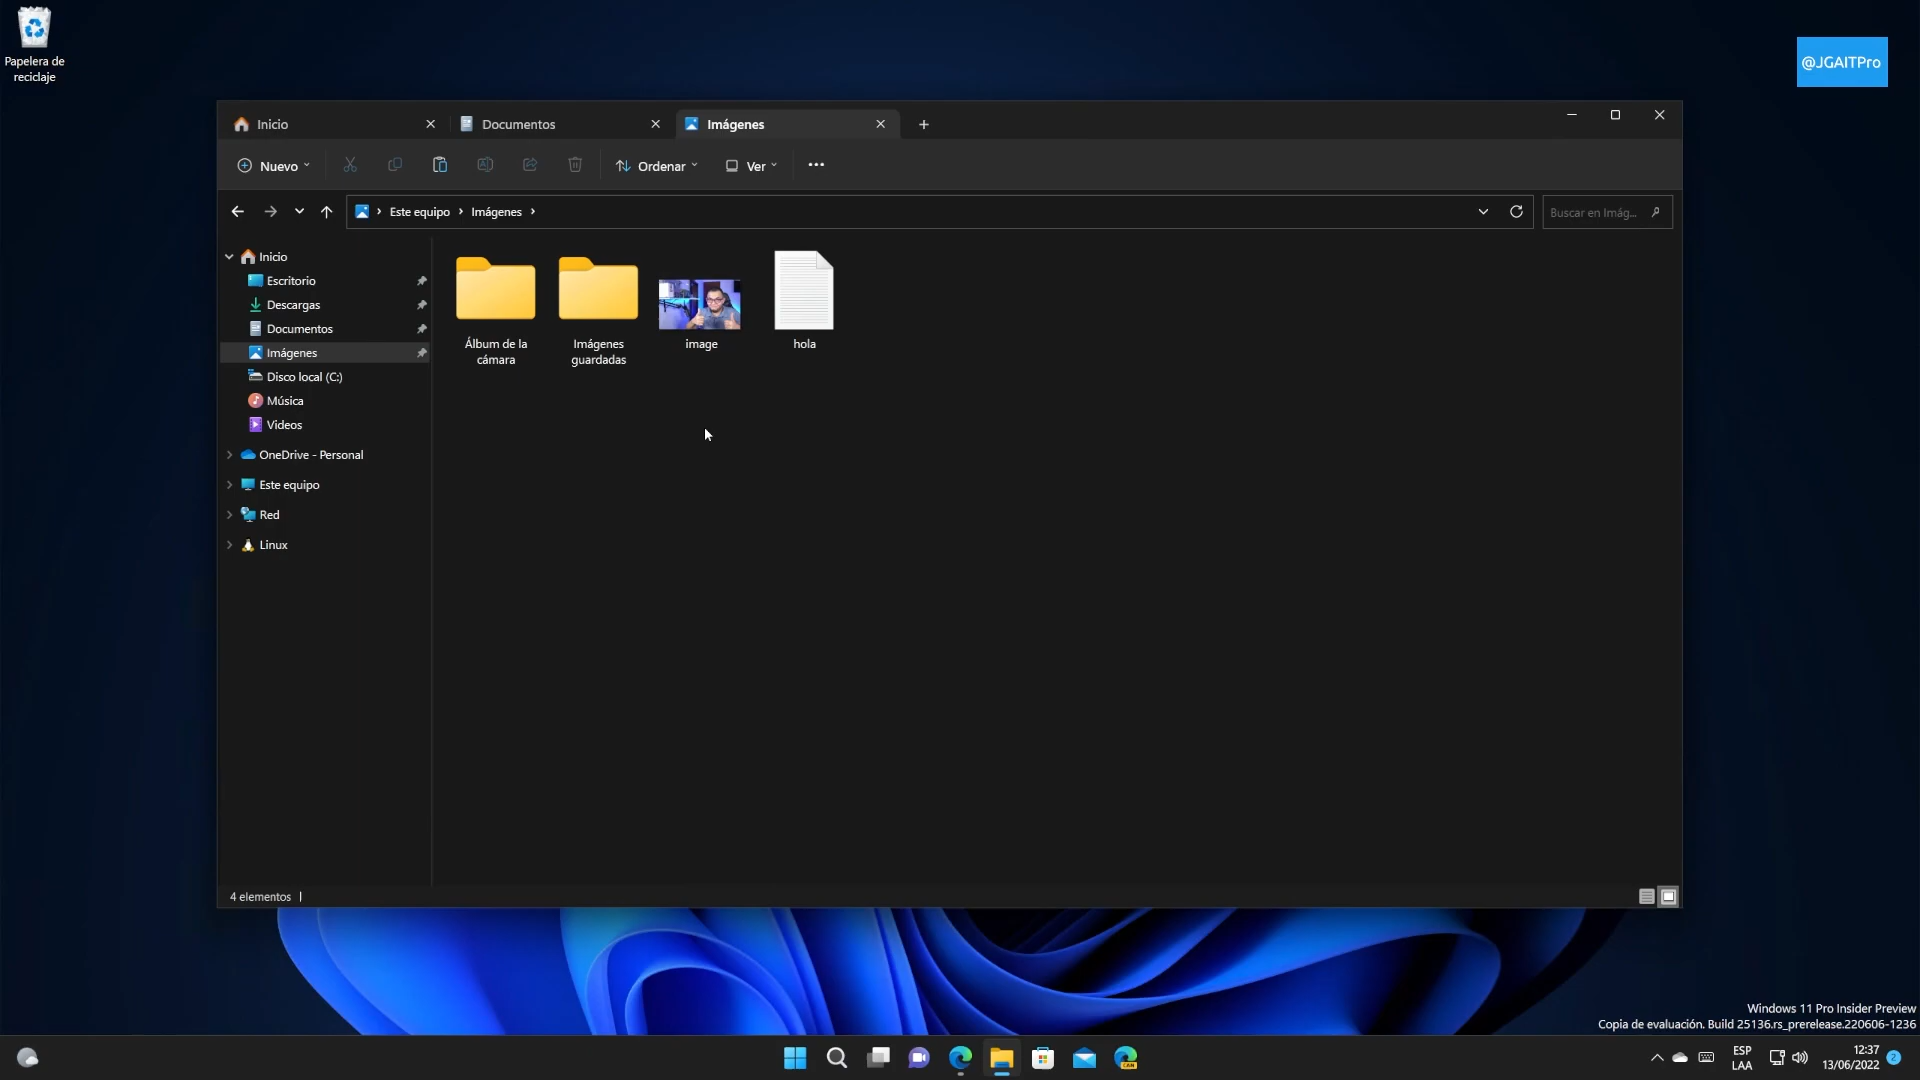 Papelera de
reciclaje
@JGAITPro
Inicio
Documentos
Imágenes
Nuevo
Ordenar
Ver
Este equipo
Imágenes
Buscar en Imág...
Inicio
Escritorio
Descargas
Documentos
Imágenes
Disco local (C:)
Música
Videos
OneDrive - Personal
Este equipo
Red
Linux
Álbum de la
cámara
Imágenes
guardadas
image
hola
4 elementos
Windows 11 Pro Insider Preview
Copia de evaluación. Build 25136.rs_prerelease.220606-1236
CAN
ESP
LAA
12:37
13/06/2022
2